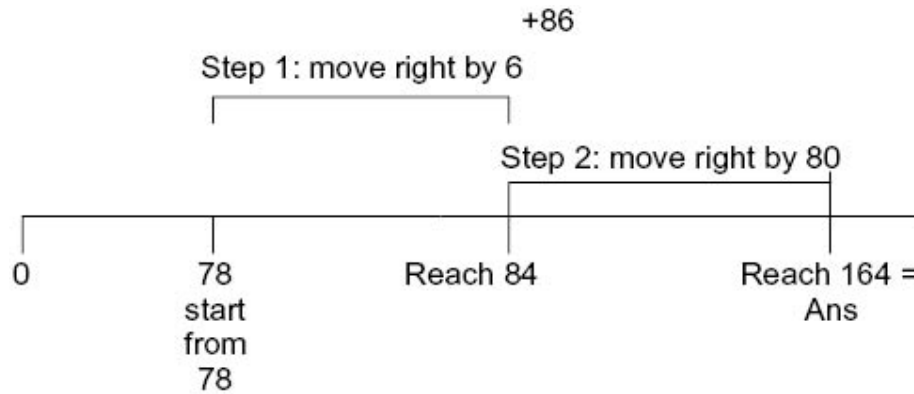 +86
Step 1: move right by 6
Step 2: move right by 80
0
78
start
from
78
Reach 84
Reach 164 =
Ans